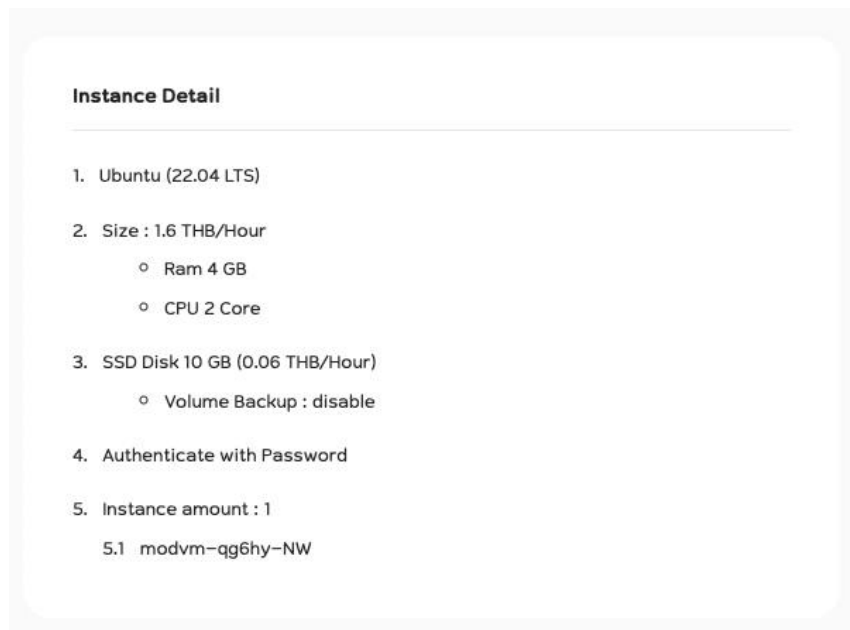 Instance Detail
1. Ubuntu (22.04 LTS)
2. Size : 1.6 THB/Hour
Ram 4 GB
CPU 2 Core
3. SSD Disk 10 GB (0.06 THB/Hour)
Volume Backup : disable
4. Authenticate with Password
5. Instance amount : 1
5.1 modvm-qg6hy-NW